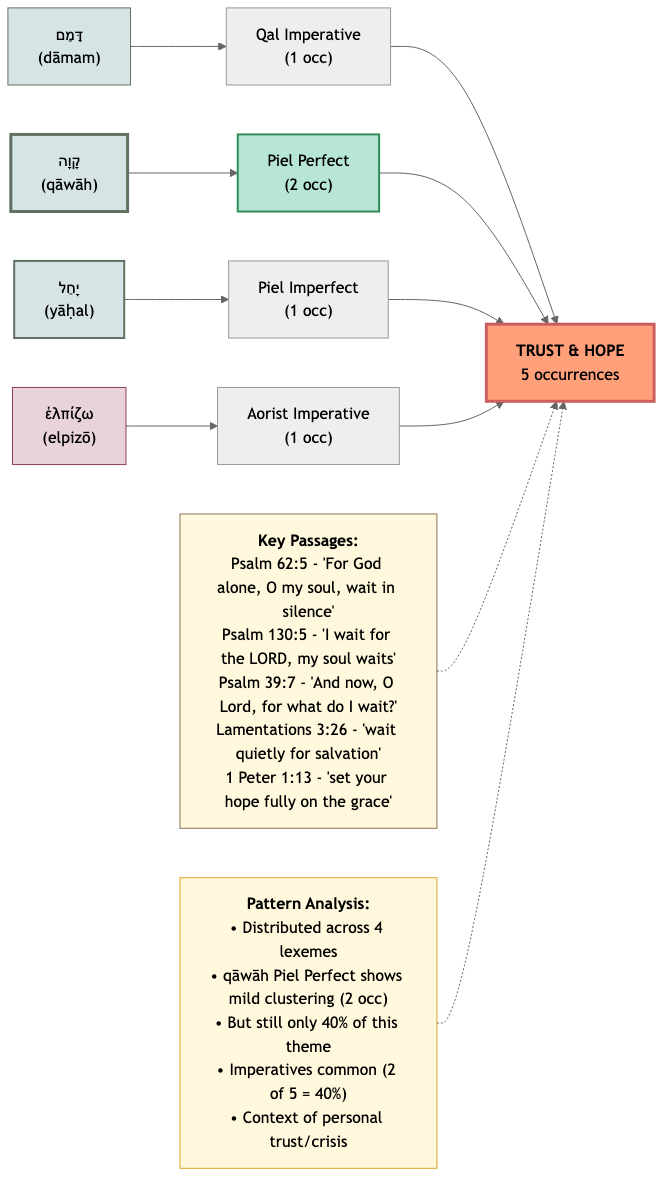 דָּמַם
(dāmam)
Qal Imperative
(1 occ)
קָוָה
(qāwāh)
Piel Perfect
(2 occ)
יָחַל
(yāḥal)
Piel Imperfect
(1 occ)
TRUST & HOPE
5 occurrences
ἐλπίζω
(elpizō)
Aorist Imperative
(1 occ)
Key Passages:
Psalm 62:5 - 'For God
alone, O my soul, wait in
silence'
Psalm 130:5 - 'I wait for
the LORD, my soul waits'
Psalm 39:7 - 'And now, O
Lord, for what do I wait?'
Lamentations 3:26 - 'wait
quietly for salvation'
1 Peter 1:13 - 'set your
hope fully on the grace'
Pattern Analysis:
• Distributed across 4
lexemes
• qāwāh Piel Perfect shows
mild clustering (2 occ)
• But still only 40% of this
theme
• Imperatives common (2
of 5 = 40%)
• Context of personal
trust/crisis